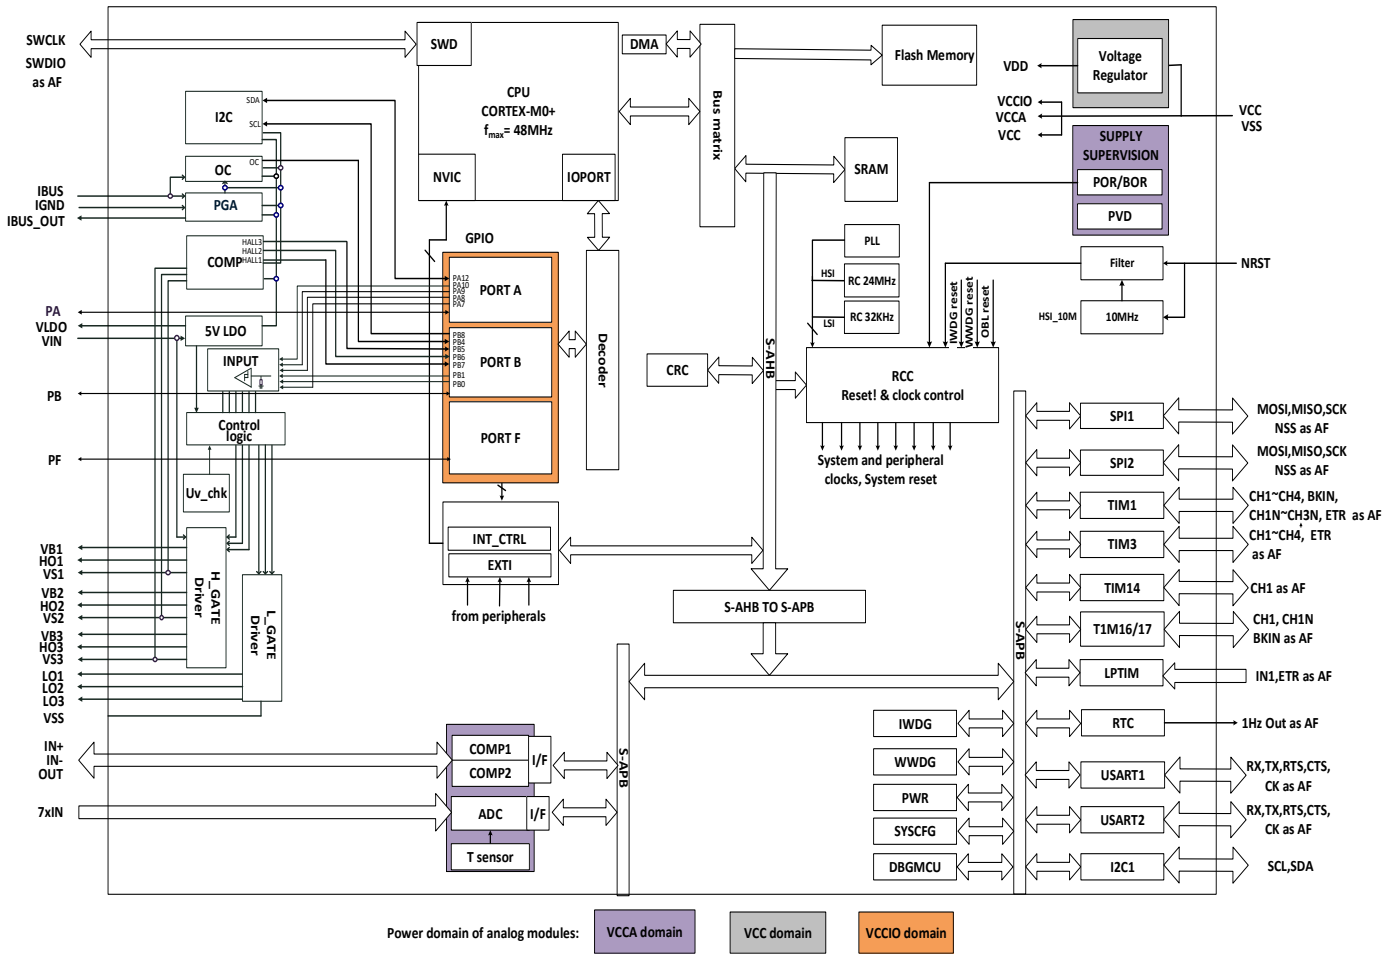 SWCLK
SWDIO
as AF
SWD
CPU
CORTEX-M0+
fmax= 48MHz
NVIC
IOPORT
DMA
Bus matrix
Flash Memory
SRAM
Voltage
Regulator
VDD
VCCIO
VCCA
VCC
VCC
VSS
SUPPLY
SUPERVISION
POR/BOR
PVD
I2C
SDA
SCL
OC
OC
PGA
IBUS
IGND
IBUS_OUT
COMP
HALL3
HALL2
HALL1
GPIO
PA12
PA10
PA9
PA8
PA7
PORT A
PB8
PB4
PB5
PB6
PB7
PB1
PB0
PORT B
PORT F
Decoder
PA
VLDO
VIN
5V LDO
INPUT
PB
Control
logic
PF
Uv_chk
PLL
HSI
RC 24MHz
LSI
RC 32KHz
IWDG reset
WWDG reset
OBL reset
Filter
NRST
HSI_10M
10MHz
CRC
S-AHB
RCC
Reset! & clock control
System and peripheral
clocks, System reset
INT_CTRL
EXTI
from peripherals
S-AHB TO S-APB
VB1
HO1
VS1
VB2
HO2
VS2
VB3
HO3
VS3
LO1
LO2
LO3
VSS
H_GATE
Driver
L_GATE
Driver
IN+
IN-
OUT
COMP1
COMP2
I/F
7xIN
ADC
I/F
T sensor
S-APB
S-APB
SPI1
MOSI,MISO,SCK
NSS as AF
SPI2
MOSI,MISO,SCK
NSS as AF
TIM1
CH1~CH4, BKIN,
CH1N~CH3N, ETR as AF
TIM3
CH1~CH4, ETR
as AF
TIM14
CH1 as AF
T1M16/17
CH1, CH1N
BKIN as AF
LPTIM
IN1,ETR as AF
IWDG
RTC
1Hz Out as AF
WWDG
USART1
RX,TX,RTS,CTS,
CK as AF
PWR
SYSCFG
USART2
RX,TX,RTS,CTS,
CK as AF
DBGMCU
I2C1
SCL,SDA
Power domain of analog modules:
VCCA domain
VCC domain
VCCIO domain